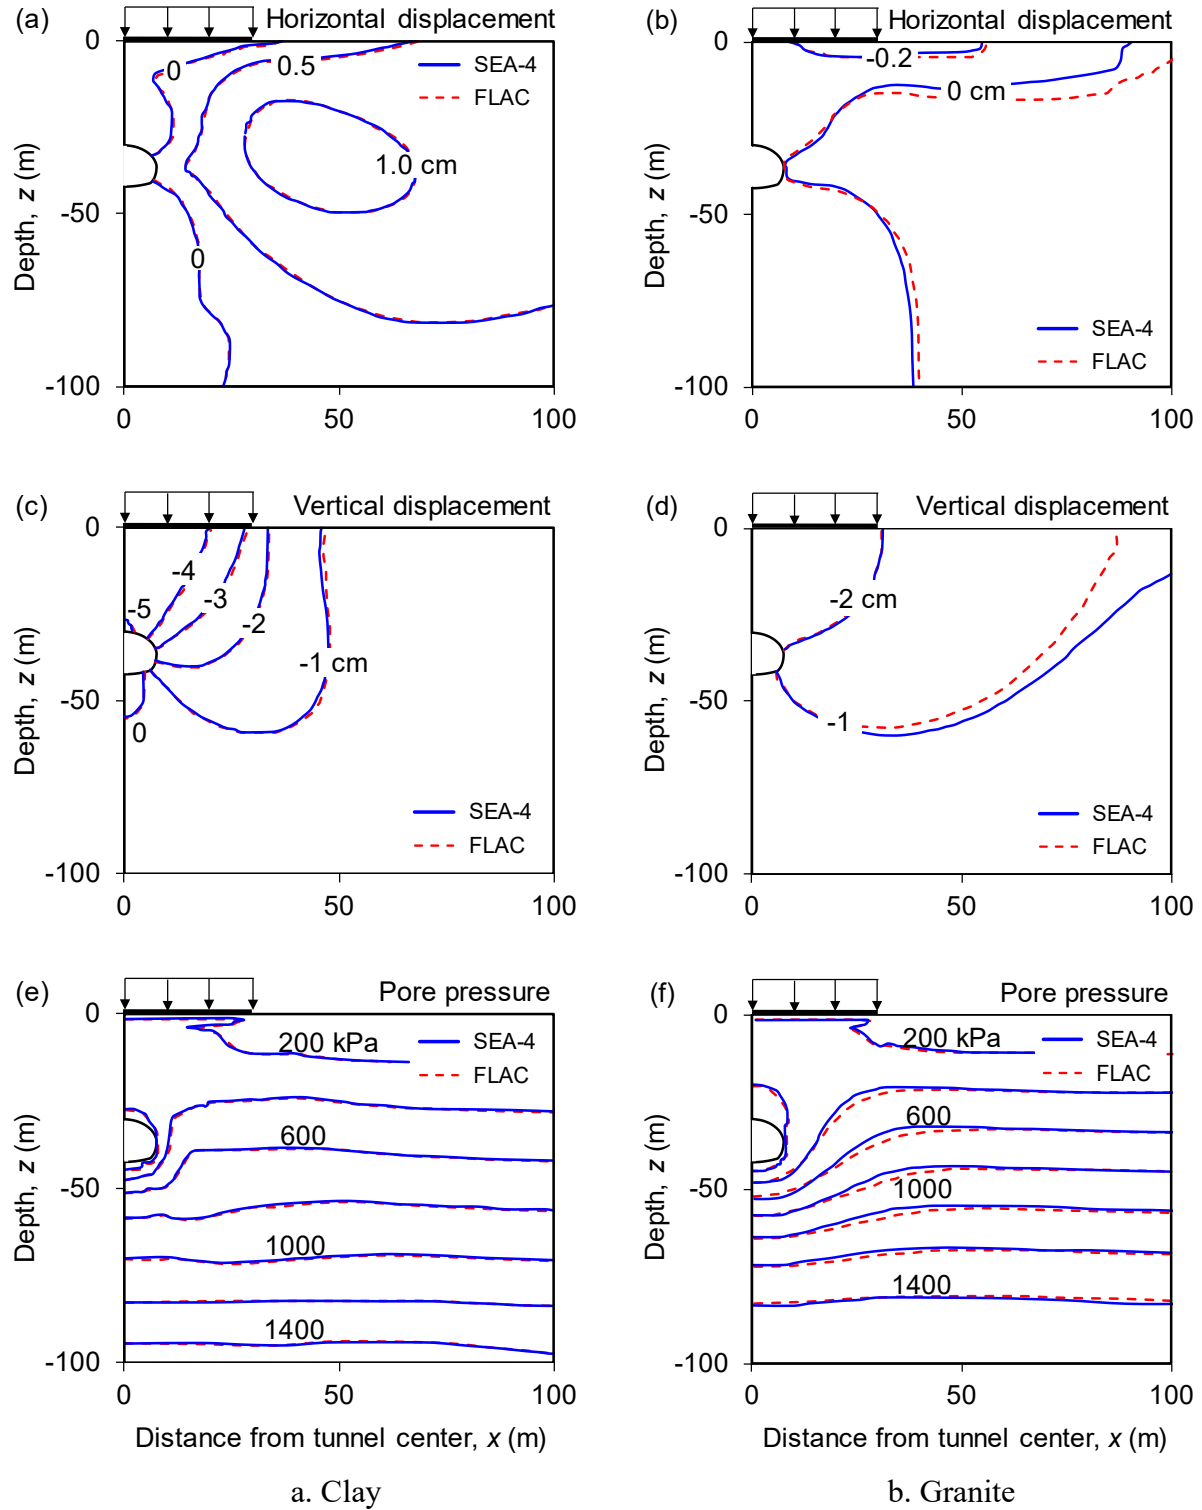 (a)
Horizontal displacement
0
0
0.5
SEA-4
FLAC
1.0 cm
-50
0
-100
0
50
100
Depth, z (m)
(b)
Horizontal displacement
0
-0.2
0 cm
-50
SEA-4
FLAC
-100
0
50
100
Depth, z (m)
(c)
Vertical displacement
0
-4
-3
-5
-2
-1 cm
-50
0
SEA-4
FLAC
-100
0
50
100
Depth, z (m)
(d)
Vertical displacement
0
-2 cm
-50
-1
SEA-4
FLAC
-100
0
50
100
Depth, z (m)
(e)
Pore pressure
0
200 kPa
SEA-4
FLAC
600
-50
1000
1400
-100
0
50
100
Depth, z (m)
Distance from tunnel center, x (m)
a. Clay
(f)
Pore pressure
0
200 kPa
SEA-4
FLAC
600
-50
1000
1400
-100
0
50
100
Depth, z (m)
Distance from tunnel center, x (m)
b. Granite